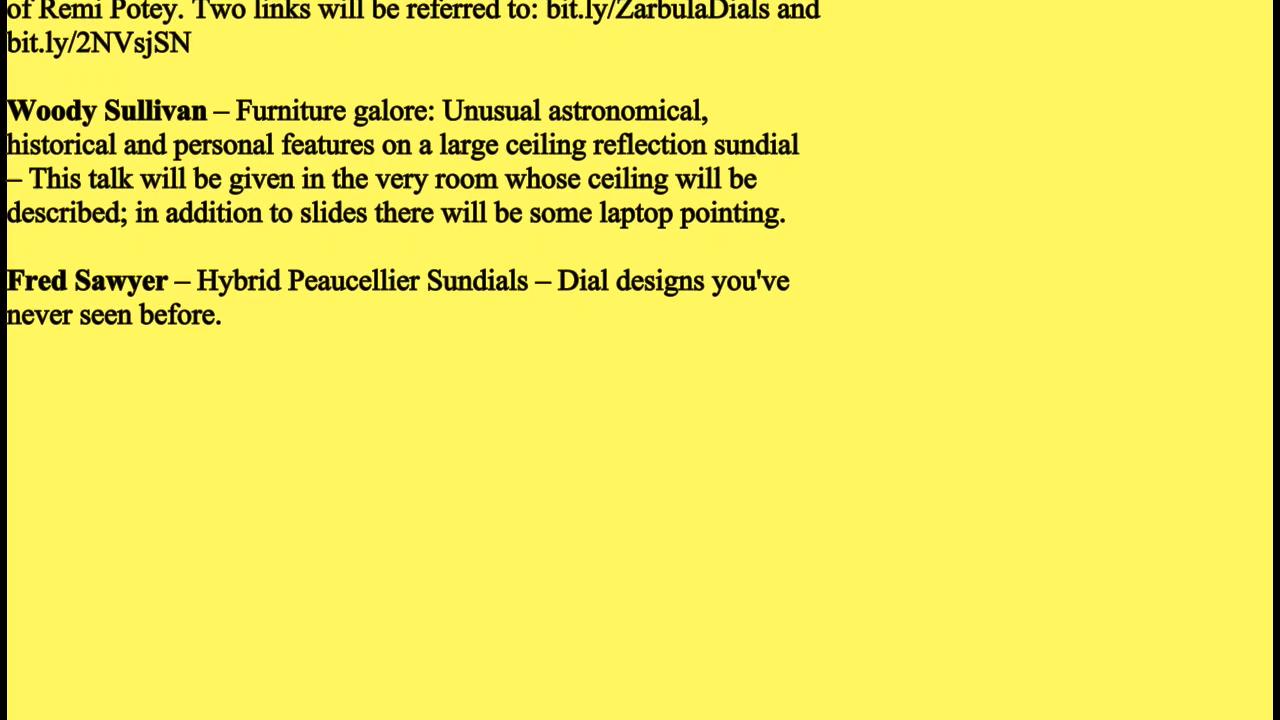 of Remi Potey. Two links will be referred to: bit.ly/ZarbulaDials and
bit.ly/2NVsjSN
Woody Sullivan – Furniture galore: Unusual astronomical,
historical and personal features on a large ceiling reflection sundial
– This talk will be given in the very room whose ceiling will be
described; in addition to slides there will be some laptop pointing.
Fred Sawyer – Hybrid Peaucellier Sundials – Dial designs you've
never seen before.